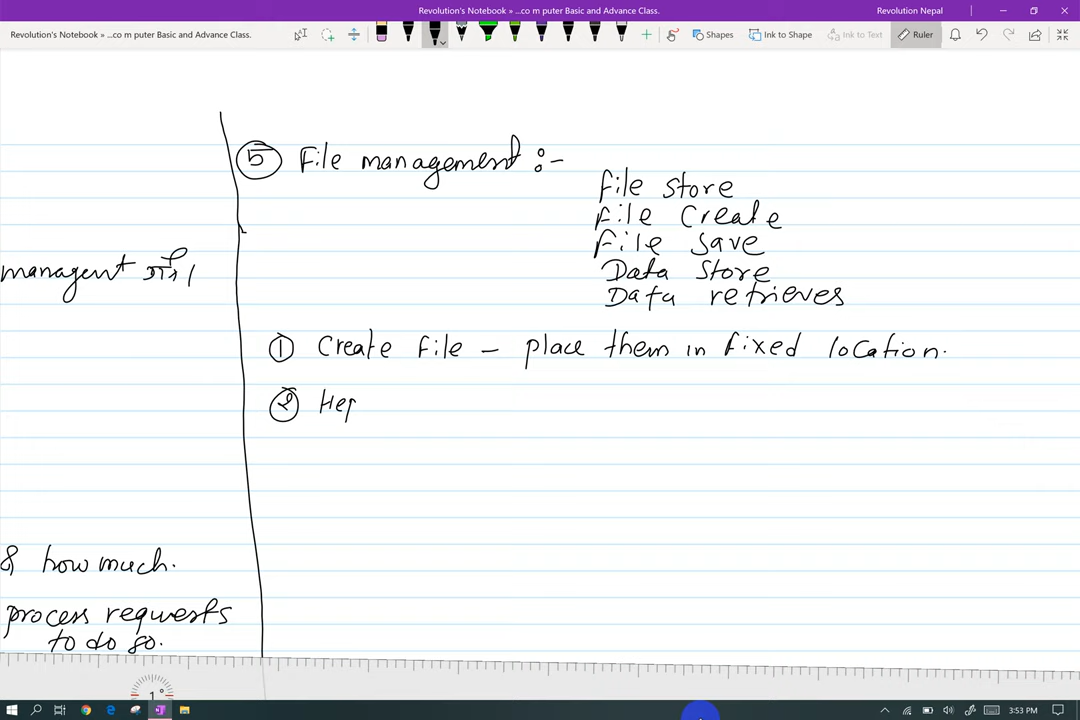 Revolution's Notebook » ...co m puter Basic and Advance Class.
Revolution Nepal
Revolution's Notebook » ...co m puter Basic and Advance Class.
Shapes
Ink to Shape
Ink to Text
Ruler
⑤ File management :-
File store
File Create
File save
Data store
Data retrieves
managent
① Create file - place them in fixed location.
② Hep
& how much.
process requests
to do so.
1°
3:53 PM